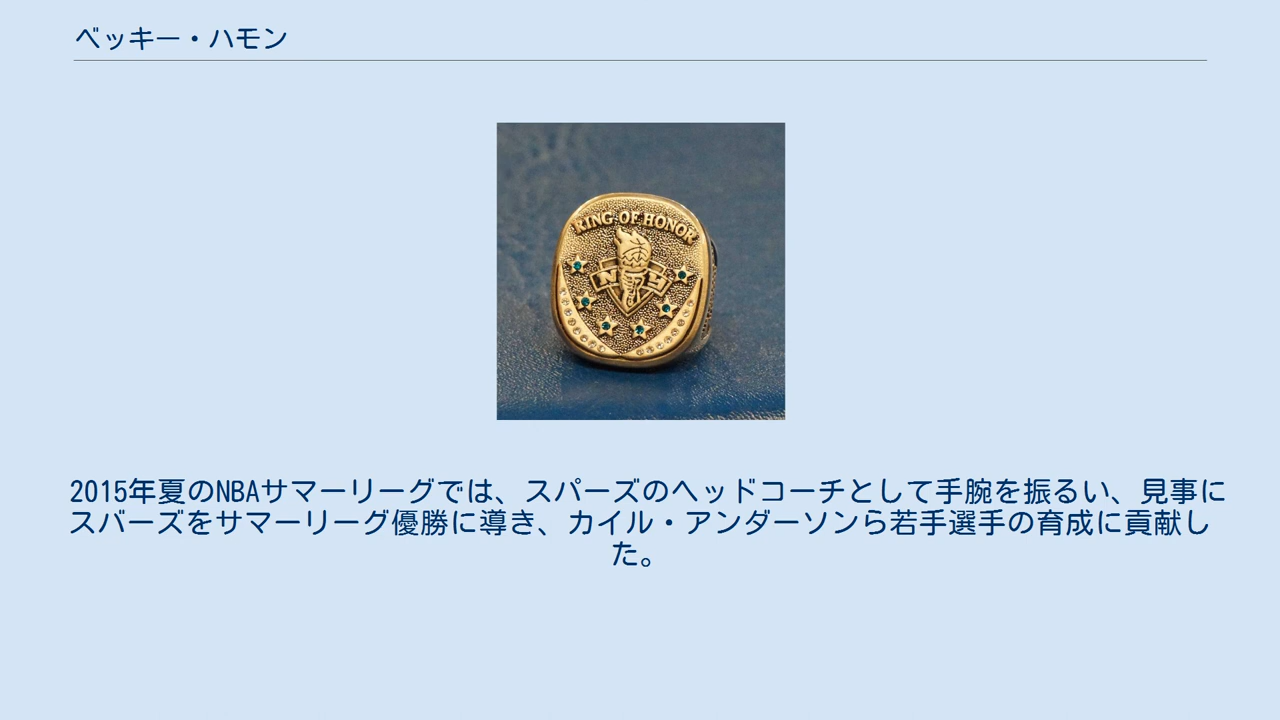 ベッキー・ハモン
RING OF HONOR
NY
2015年夏のNBAサマーリーグでは、スパーズのヘッドコーチとして手腕を振るい、見事に
スバーズをサマーリーグ優勝に導き、カイル・アンダーソンら若手選手の育成に貢献し
た。